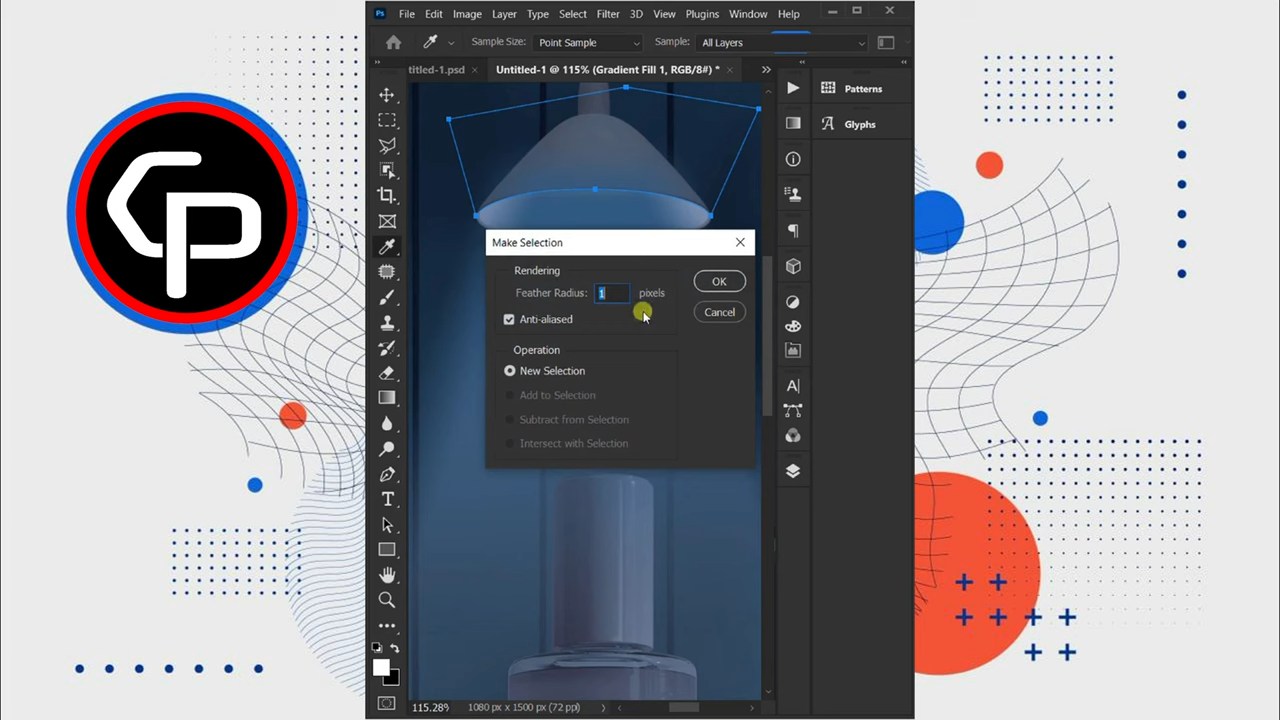 Ps File Edit Image Layer Type Select Filter 3D View Plugins Window Help
Sample Size: Point Sample Sample: All Layers
titled-1.psd × Untitled-1 @ 115% (Gradient Fill 1, RGB/8#) * ×
Patterns
Glyphs
GP
Make Selection
Rendering
Feather Radius: 1 pixels
OK
Anti-aliased
Cancel
Operation
New Selection
Add to Selection
Subtract from Selection
Intersect with Selection
115.28% 1080 px x 1500 px (72 ppi)